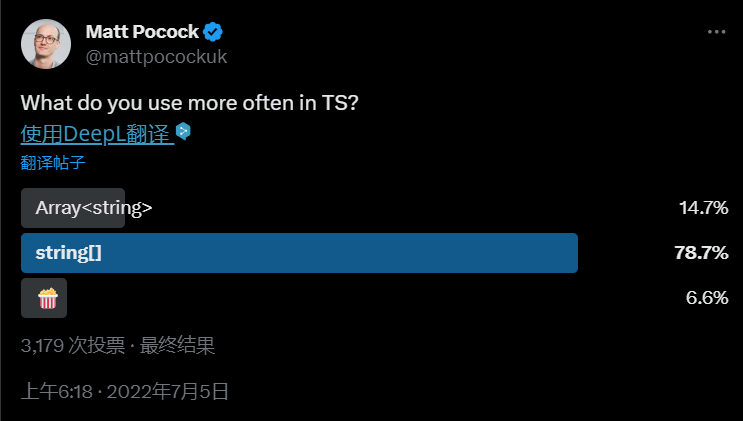 Matt Pocock
@mattpocockuk
What do you use more often in TS?
使用DeepL翻译
翻译帖子
Array<string> 14.7%
string[] 78.7%
🍿 6.6%
3,179 次投票 · 最终结果
上午6:18 · 2022年7月5日